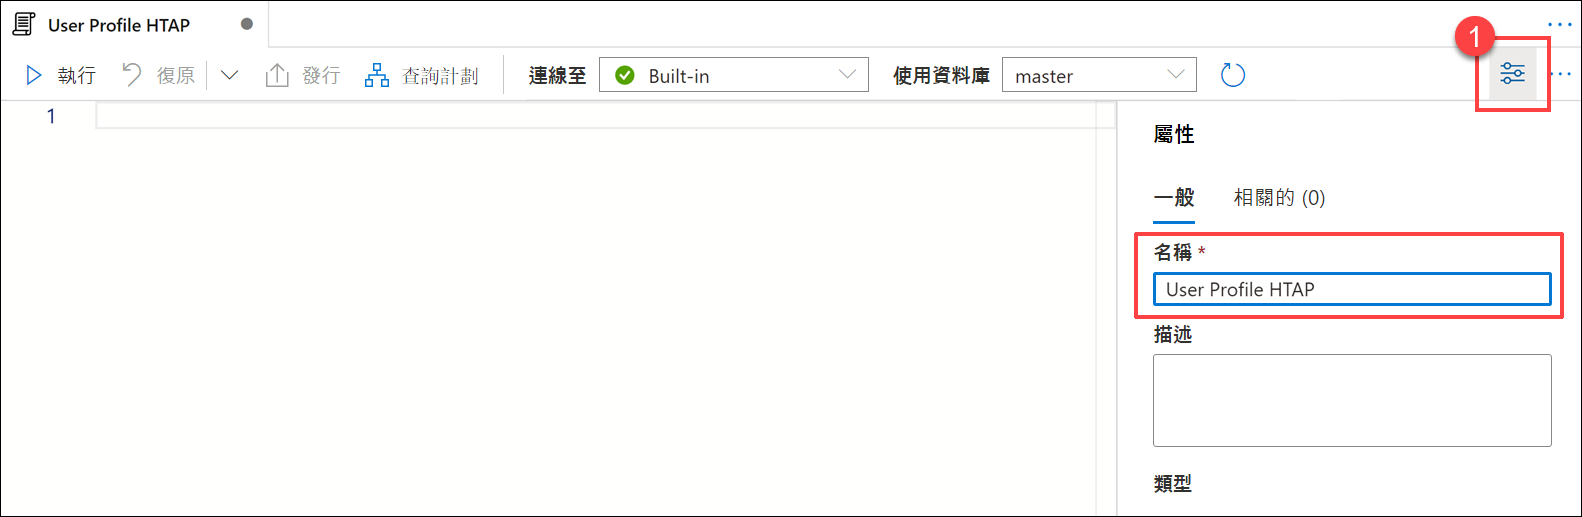 User Profile HTAP
執行 復原 發行 查詢計劃 連線至 Built-in 使用資料庫 master
1
1
屬性
一般 相關的 (0)
名稱 *
User Profile HTAP
描述
類型